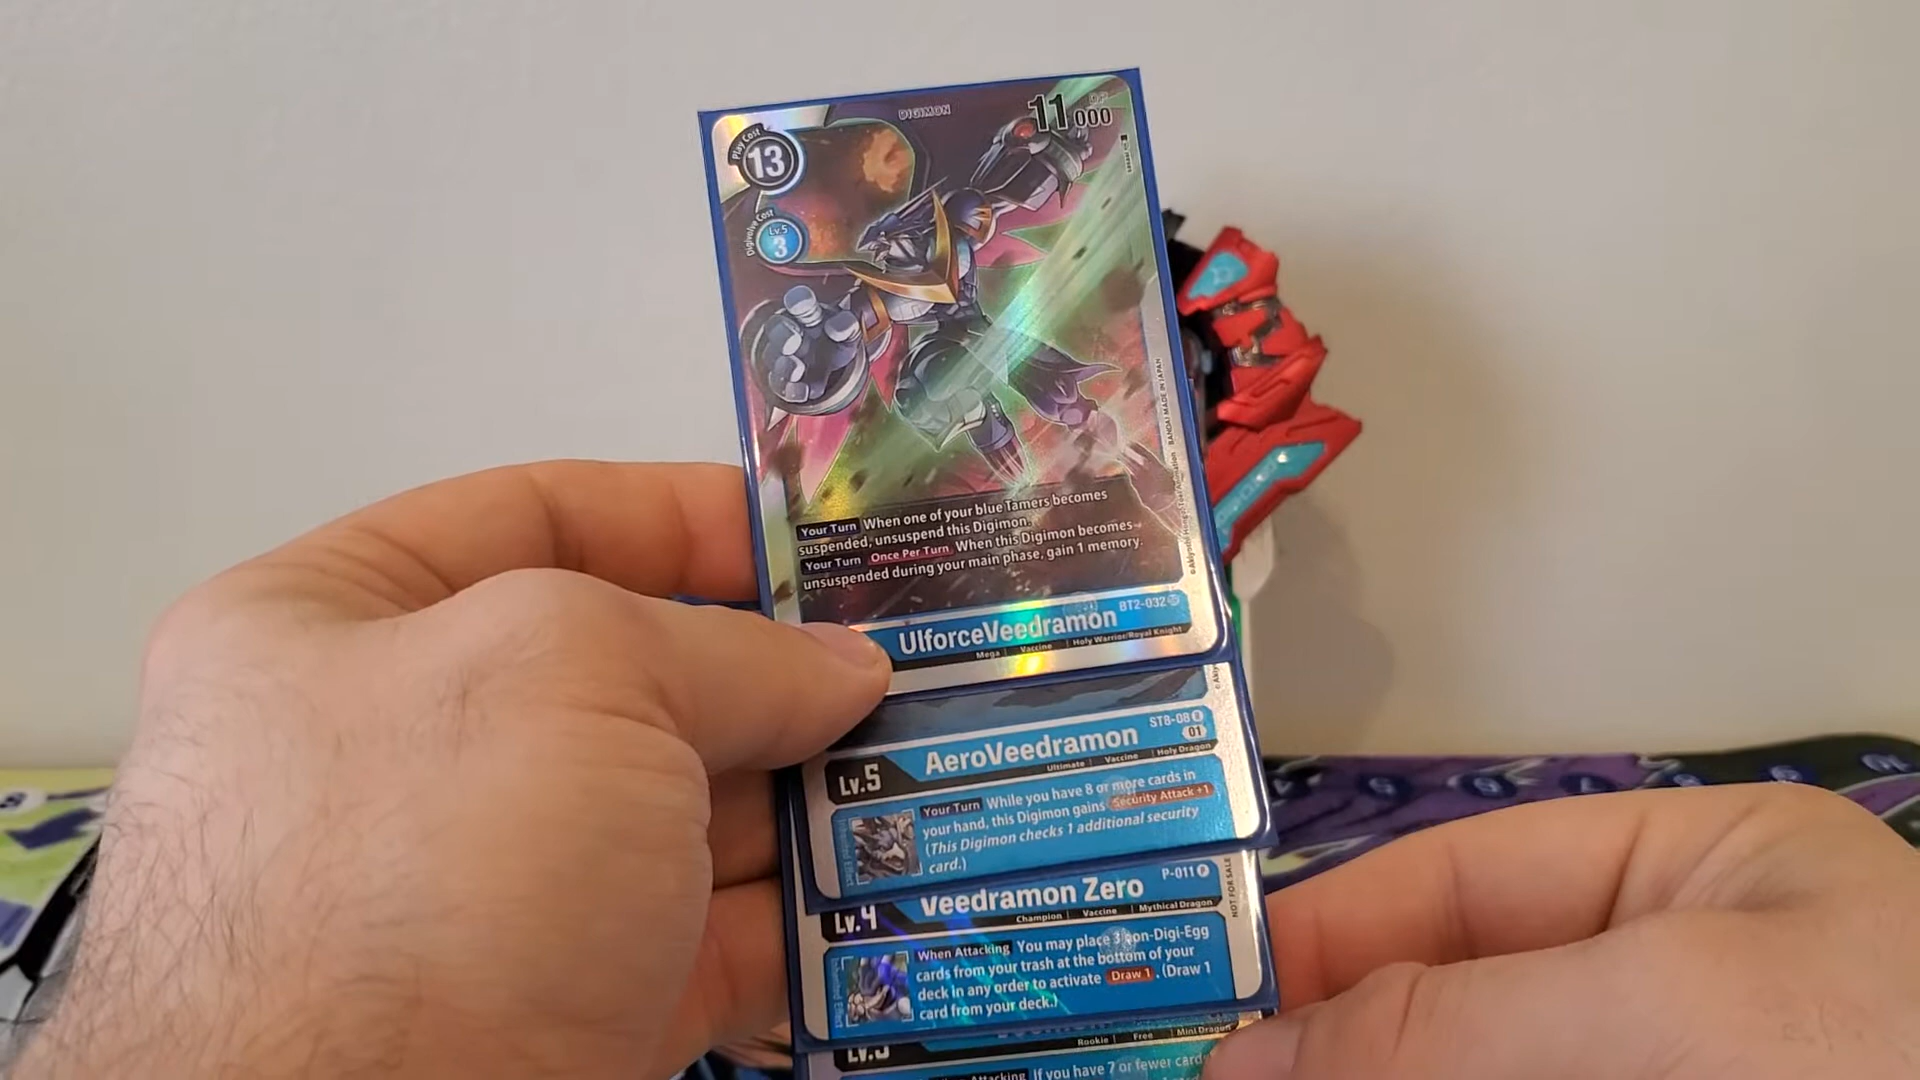 DIGIMON
DP
11000
Play Cost
13
Digivolve Cost
Lv.5
3
Your Turn When one of your blue Tamers becomes
suspended, unsuspend this Digimon.
Your Turn Once Per Turn When this Digimon becomes
unsuspended during your main phase, gain 1 memory.
BANDAI MADE IN JAPAN
BT2-032
UlforceVeedramon
Mega | Vaccine | Holy Warrior/Royal Knight
ST8-08 R
01
AeroVeedramon
Lv.5
Ultimate | Vaccine | Holy Dragon
Inherited Effect
Your Turn While you have 8 or more cards in
your hand, this Digimon gains Security Attack +1
(This Digimon checks 1 additional security
card.)
P-011 P
Veedramon Zero
Lv.4
Champion | Vaccine | Mythical Dragon
NOT FOR SALE
Inherited Effect
When Attacking You may place 3 non-Digi-Egg
cards from your trash at the bottom of your
deck in any order to activate Draw 1. (Draw 1
card from your deck.)
Lv.3
Rookie | Free | Mini Dragon
Attacking If you have 7 or fewer cards